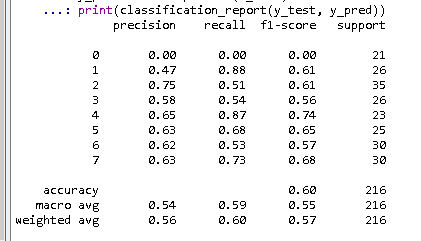 ...: print(classification_report(y_test, y_pred))
precision recall f1-score support
0 0.00 0.00 0.00 21
1 0.47 0.88 0.61 26
2 0.75 0.51 0.61 35
3 0.58 0.54 0.56 26
4 0.65 0.87 0.74 23
5 0.63 0.68 0.65 25
6 0.62 0.53 0.57 30
7 0.63 0.73 0.68 30
accuracy 0.60 216
macro avg 0.54 0.59 0.55 216
weighted avg 0.56 0.60 0.57 216